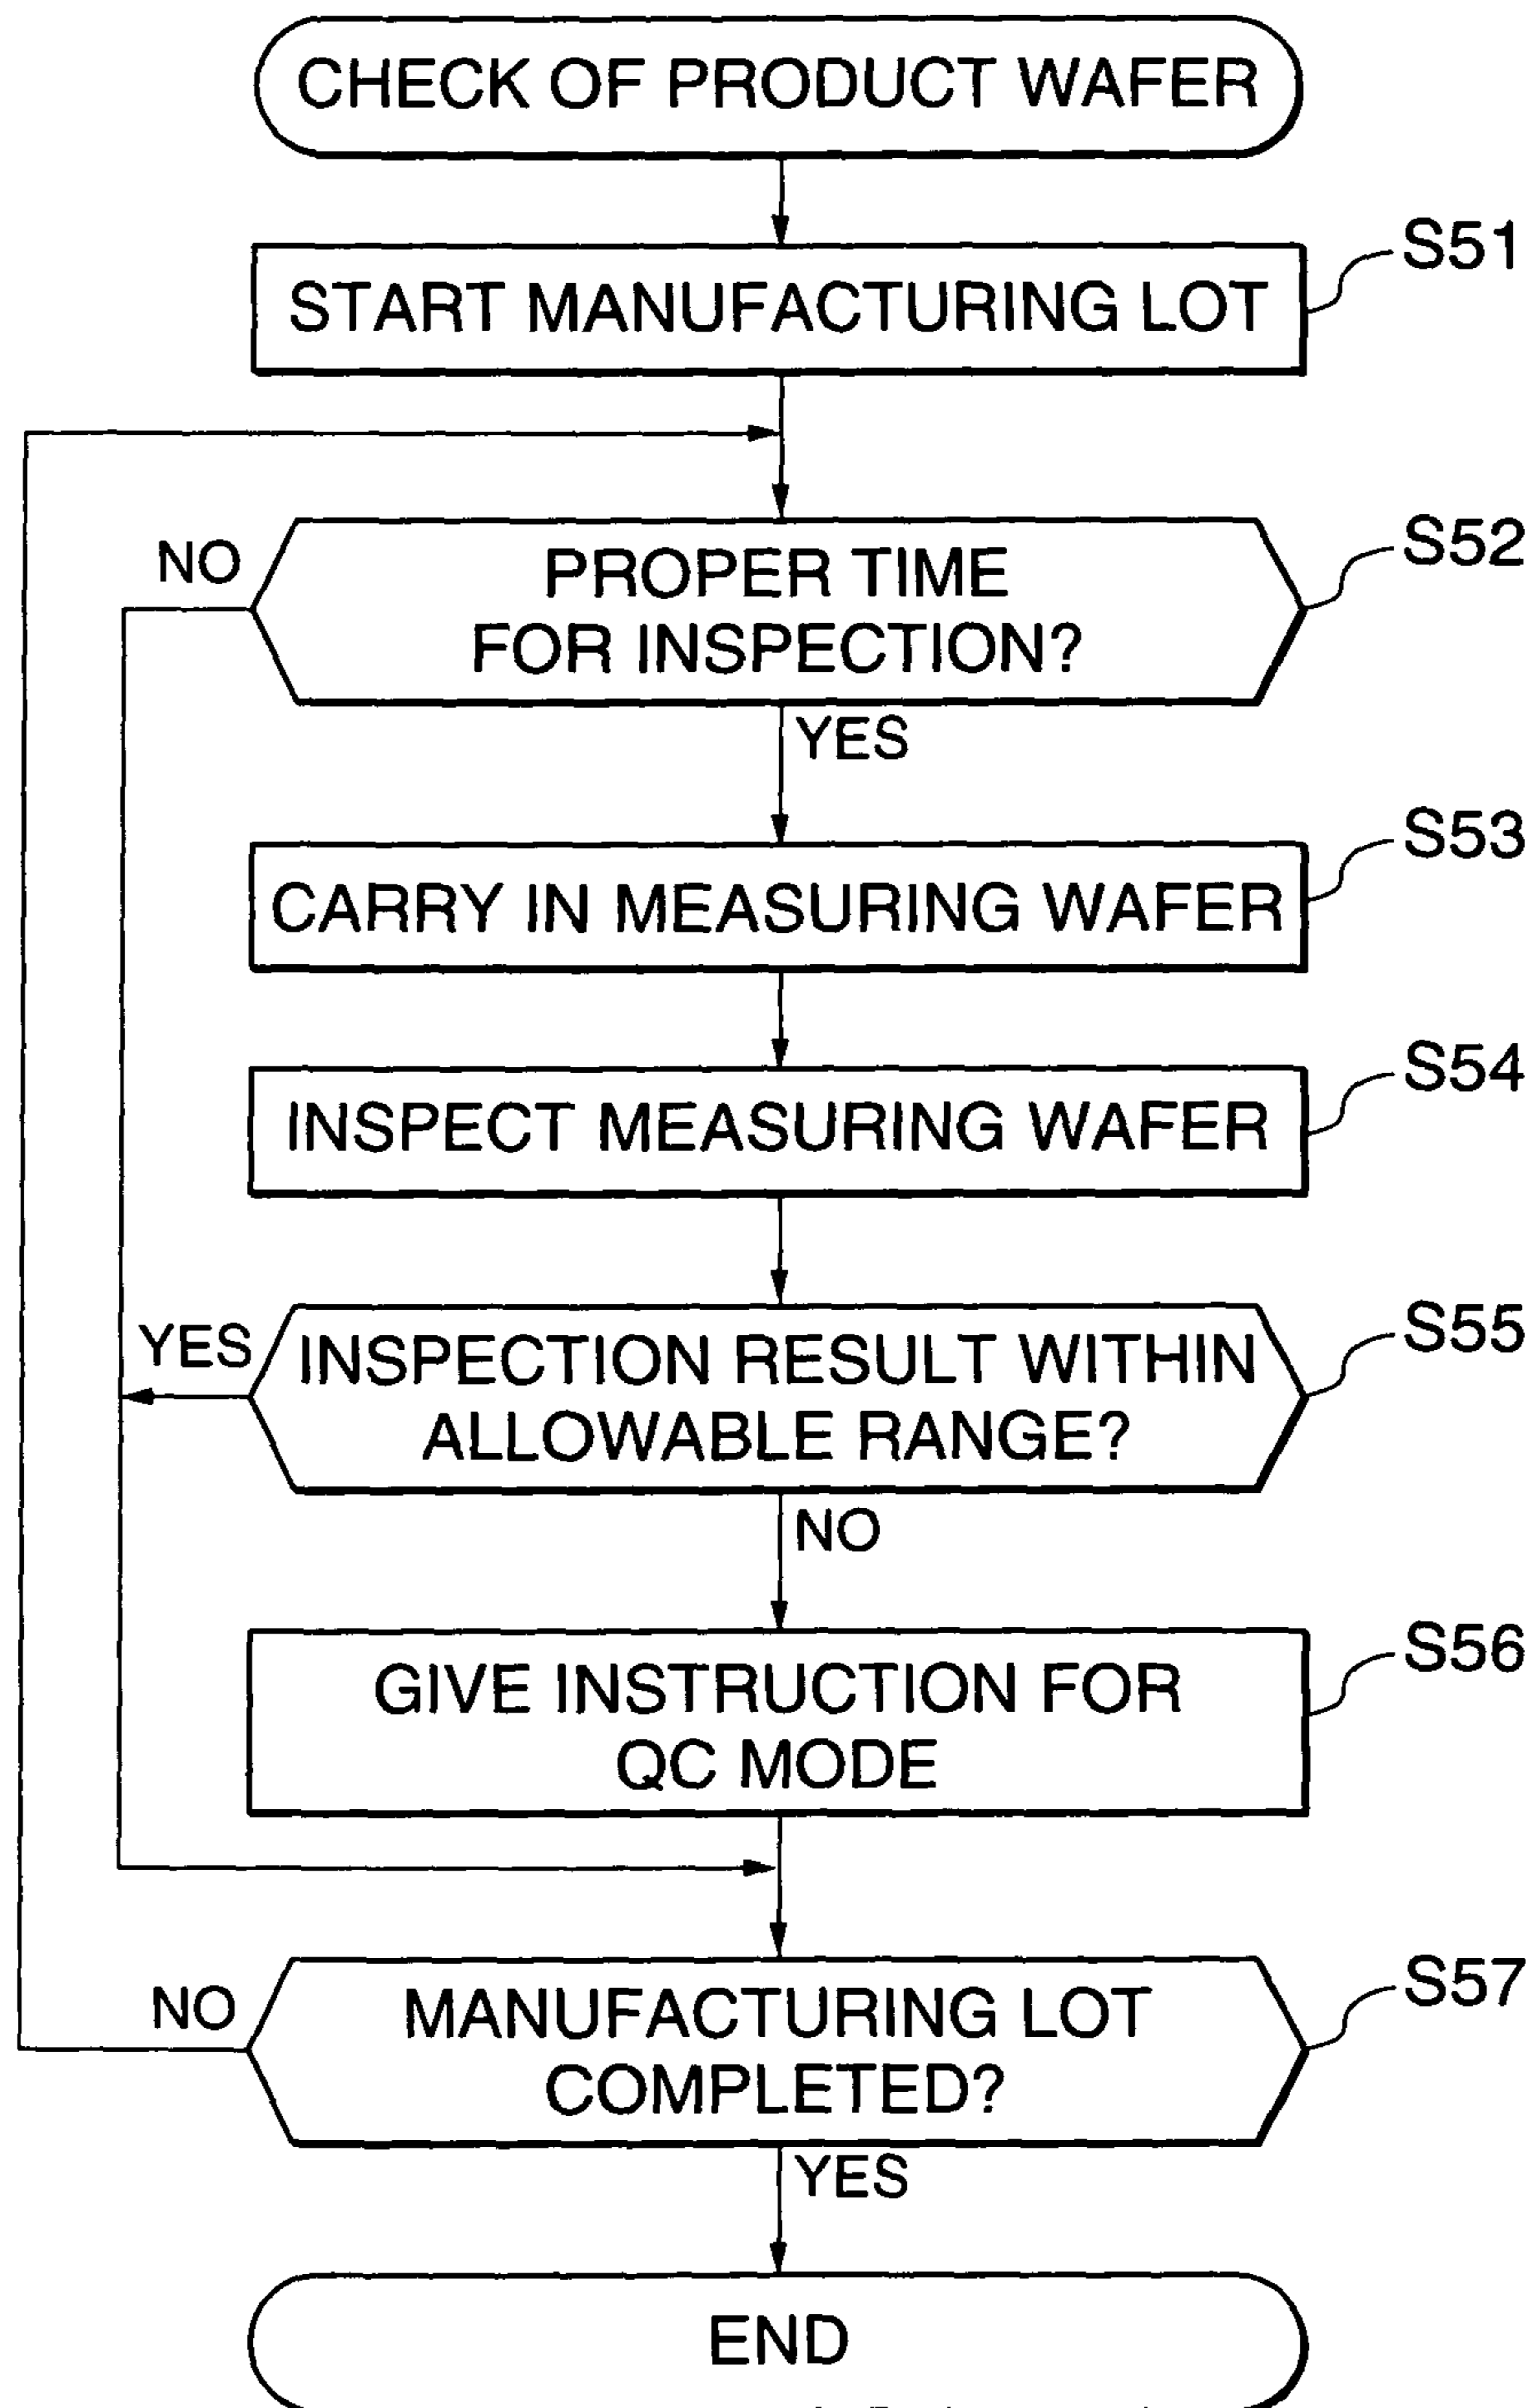 CHECK OF PRODUCT WAFER
START MANUFACTURING LOT
S51
PROPER TIME
FOR INSPECTION?
S52
NO
YES
CARRY IN MEASURING WAFER
S53
INSPECT MEASURING WAFER
S54
INSPECTION RESULT WITHIN
ALLOWABLE RANGE?
S55
YES
NO
GIVE INSTRUCTION FOR
QC MODE
S56
MANUFACTURING LOT
COMPLETED?
S57
NO
YES
END